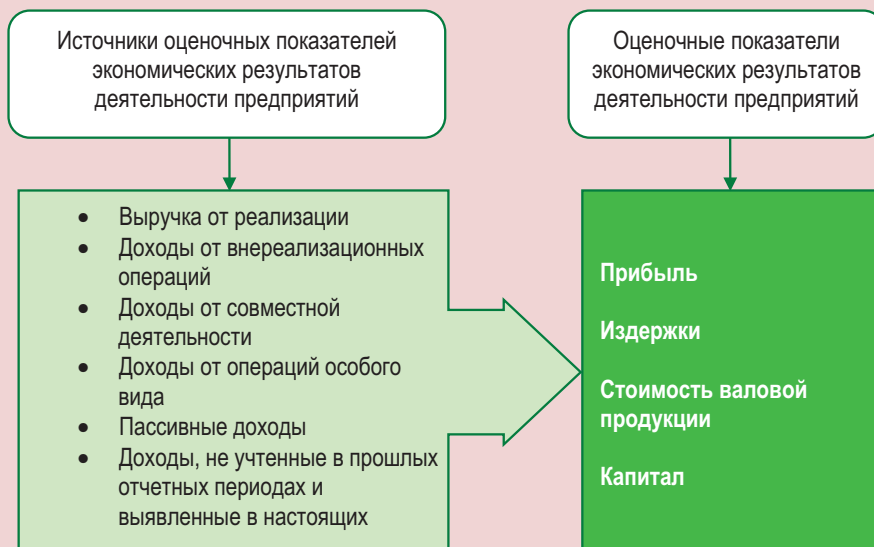 Источники оценочных показателей
экономических результатов
деятельности предприятий
Оценочные показатели
экономических результатов
деятельности предприятий
• Выручка от реализации
• Доходы от внереализационных
операций
• Доходы от совместной
деятельности
• Доходы от операций особого
вида
• Пассивные доходы
• Доходы, не учтенные в прошлых
отчетных периодах и
выявленные в настоящих
Прибыль
Издержки
Стоимость валовой
продукции
Капитал